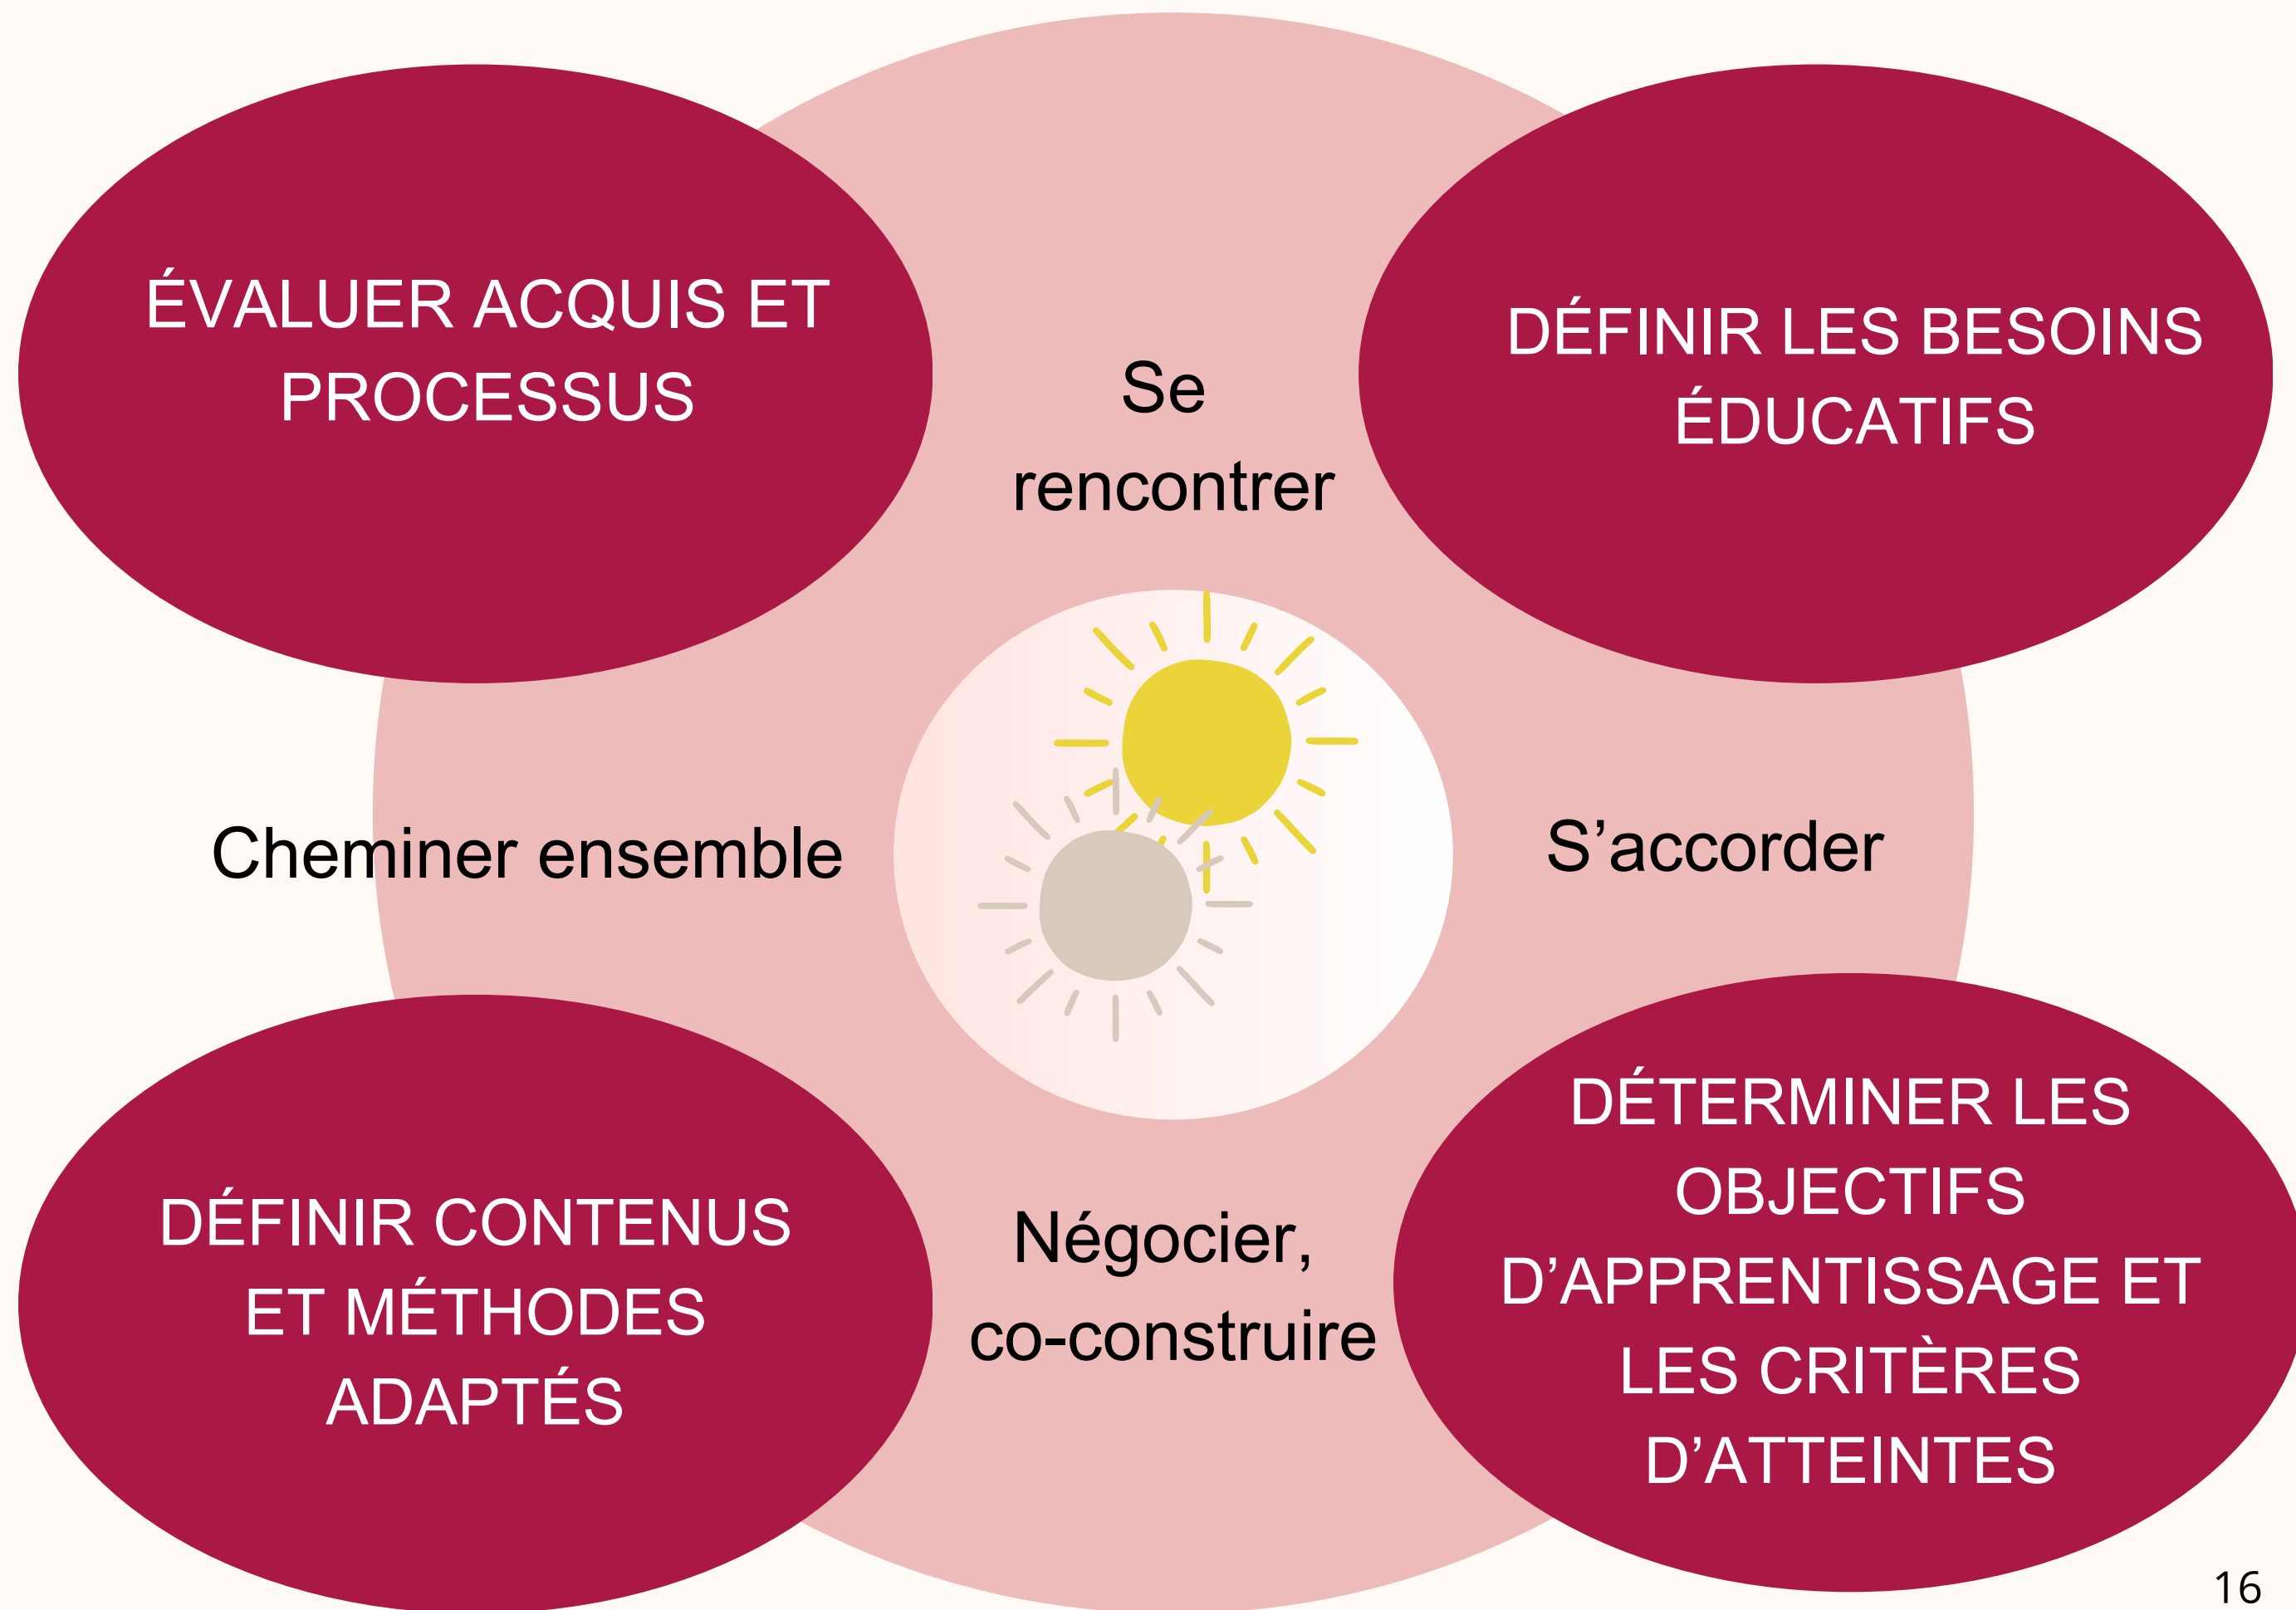 ÉVALUER ACQUIS ET
PROCESSUS
Se
rencontrer
DÉFINIR LES BESOINS
ÉDUCATIFS
Cheminer ensemble
S’accorder
DÉFINIR CONTENUS
ET MÉTHODES
ADAPTÉS
Négocier,
co-construire
DÉTERMINER LES
OBJECTIFS
D’APPRENTISSAGE ET
LES CRITÈRES
D’ATTEINTES
16